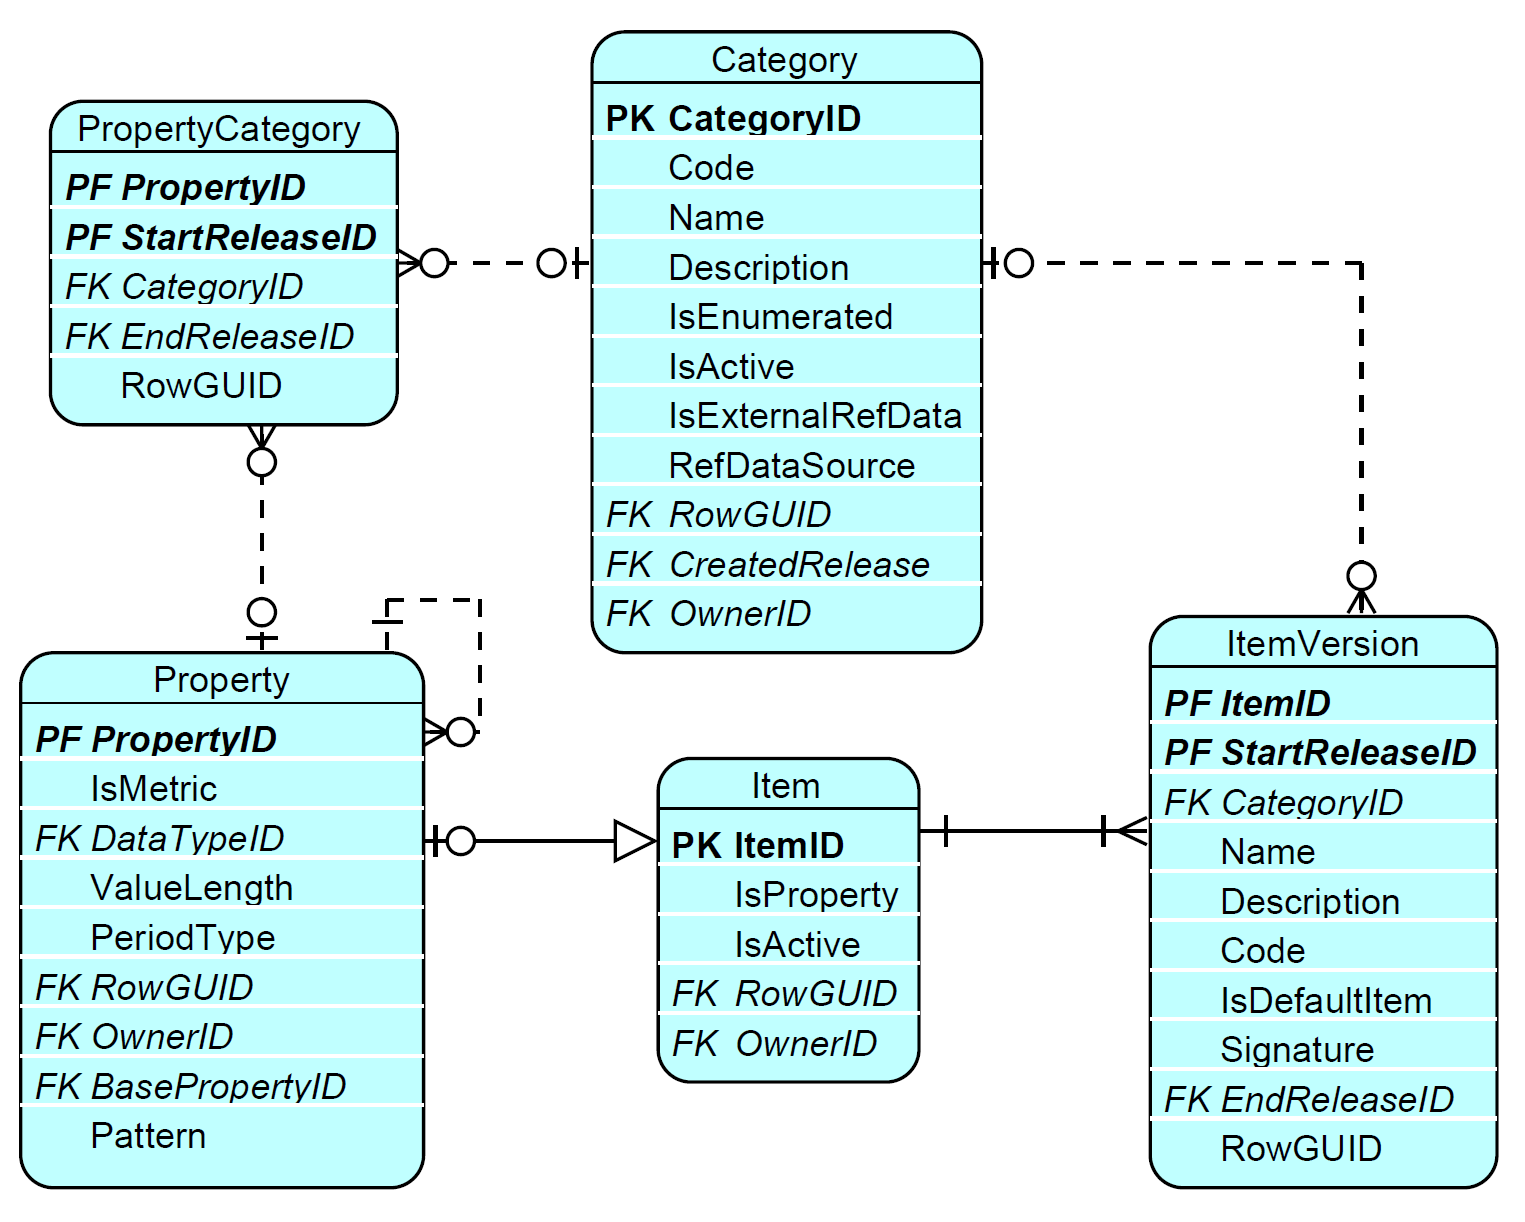 Category
PK CategoryID
Code
Name
Description
IsEnumerated
IsActive
IsExternalRefData
RefDataSource
FK RowGUID
FK CreatedRelease
FK OwnerID
PropertyCategory
PF PropertyID
PF StartReleaseID
FK CategoryID
FK EndReleaseID
RowGUID
Property
PF PropertyID
IsMetric
FK DataTypeID
ValueLength
PeriodType
FK RowGUID
FK OwnerID
FK BasePropertyID
Pattern
Item
PK ItemID
IsProperty
IsActive
FK RowGUID
FK OwnerID
ItemVersion
PF ItemID
PF StartReleaseID
FK CategoryID
Name
Description
Code
IsDefaultItem
Signature
FK EndReleaseID
RowGUID